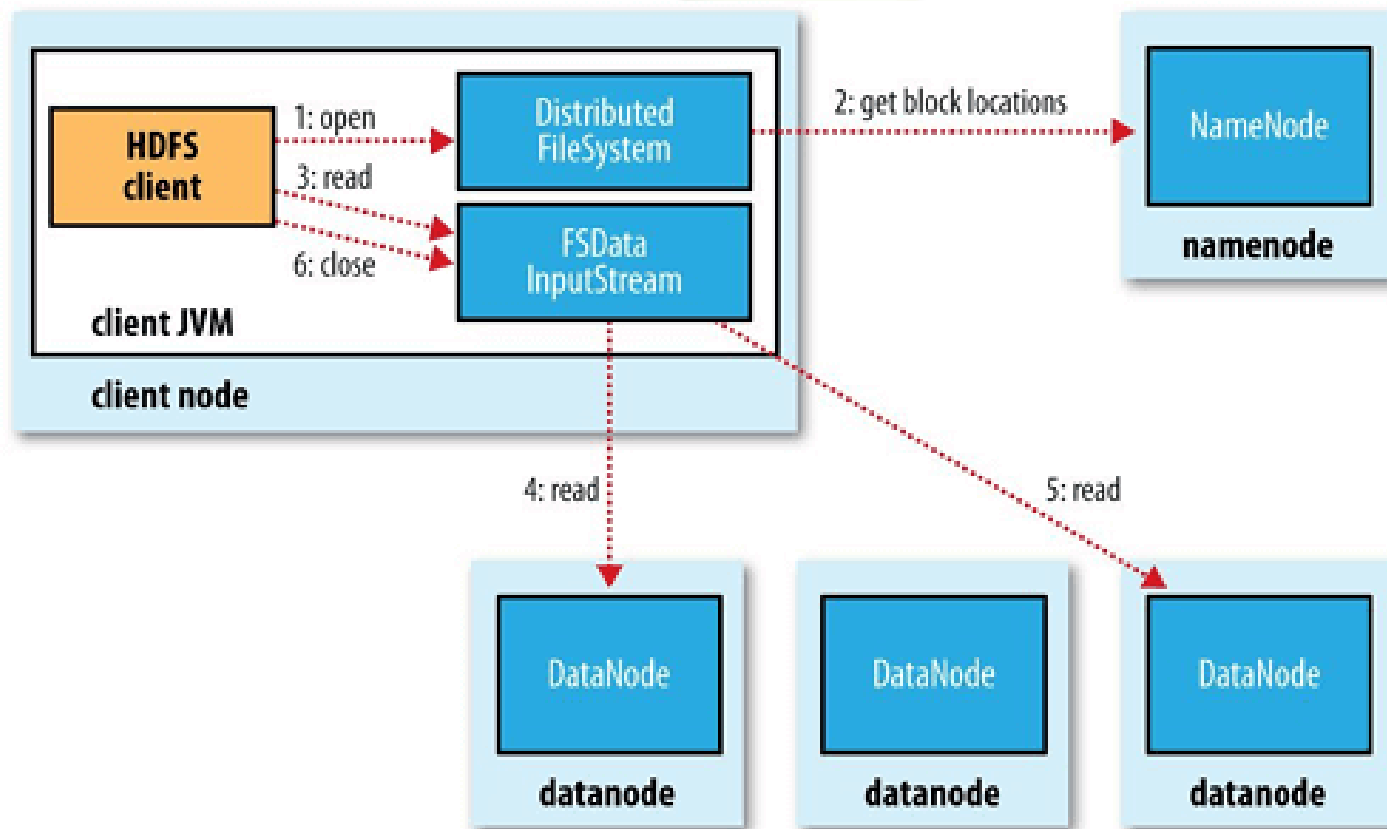 HDFS
client
1: open
3: read
6: close
Distributed
FileSystem
FSData
InputStream
client JVM
client node
2: get block locations
NameNode
namenode
4: read
5: read
DataNode
datanode
DataNode
datanode
DataNode
datanode